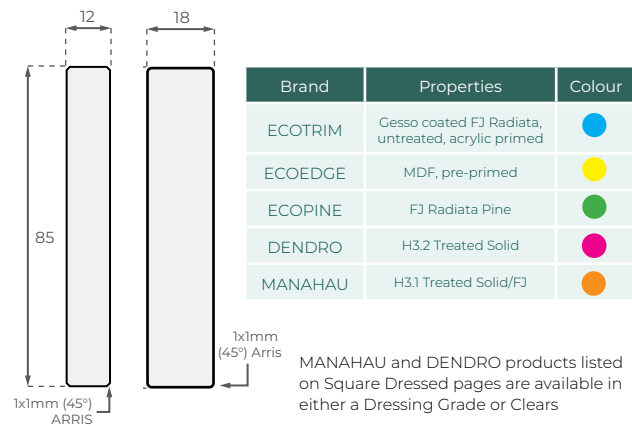 12
18
85
1x1mm (45°)
ARRIS
1x1mm
(45°) Arris
Brand Properties Colour
ECOTRIM Gesso coated FJ Radiata,
untreated, acrylic primed
ECOEDGE MDF, pre-primed
ECOPINE FJ Radiata Pine
DENDRO H3.2 Treated Solid
MANAHAU H3.1 Treated Solid/FJ
MANAHAU and DENDRO products listed
on Square Dressed pages are available in
either a Dressing Grade or Clears